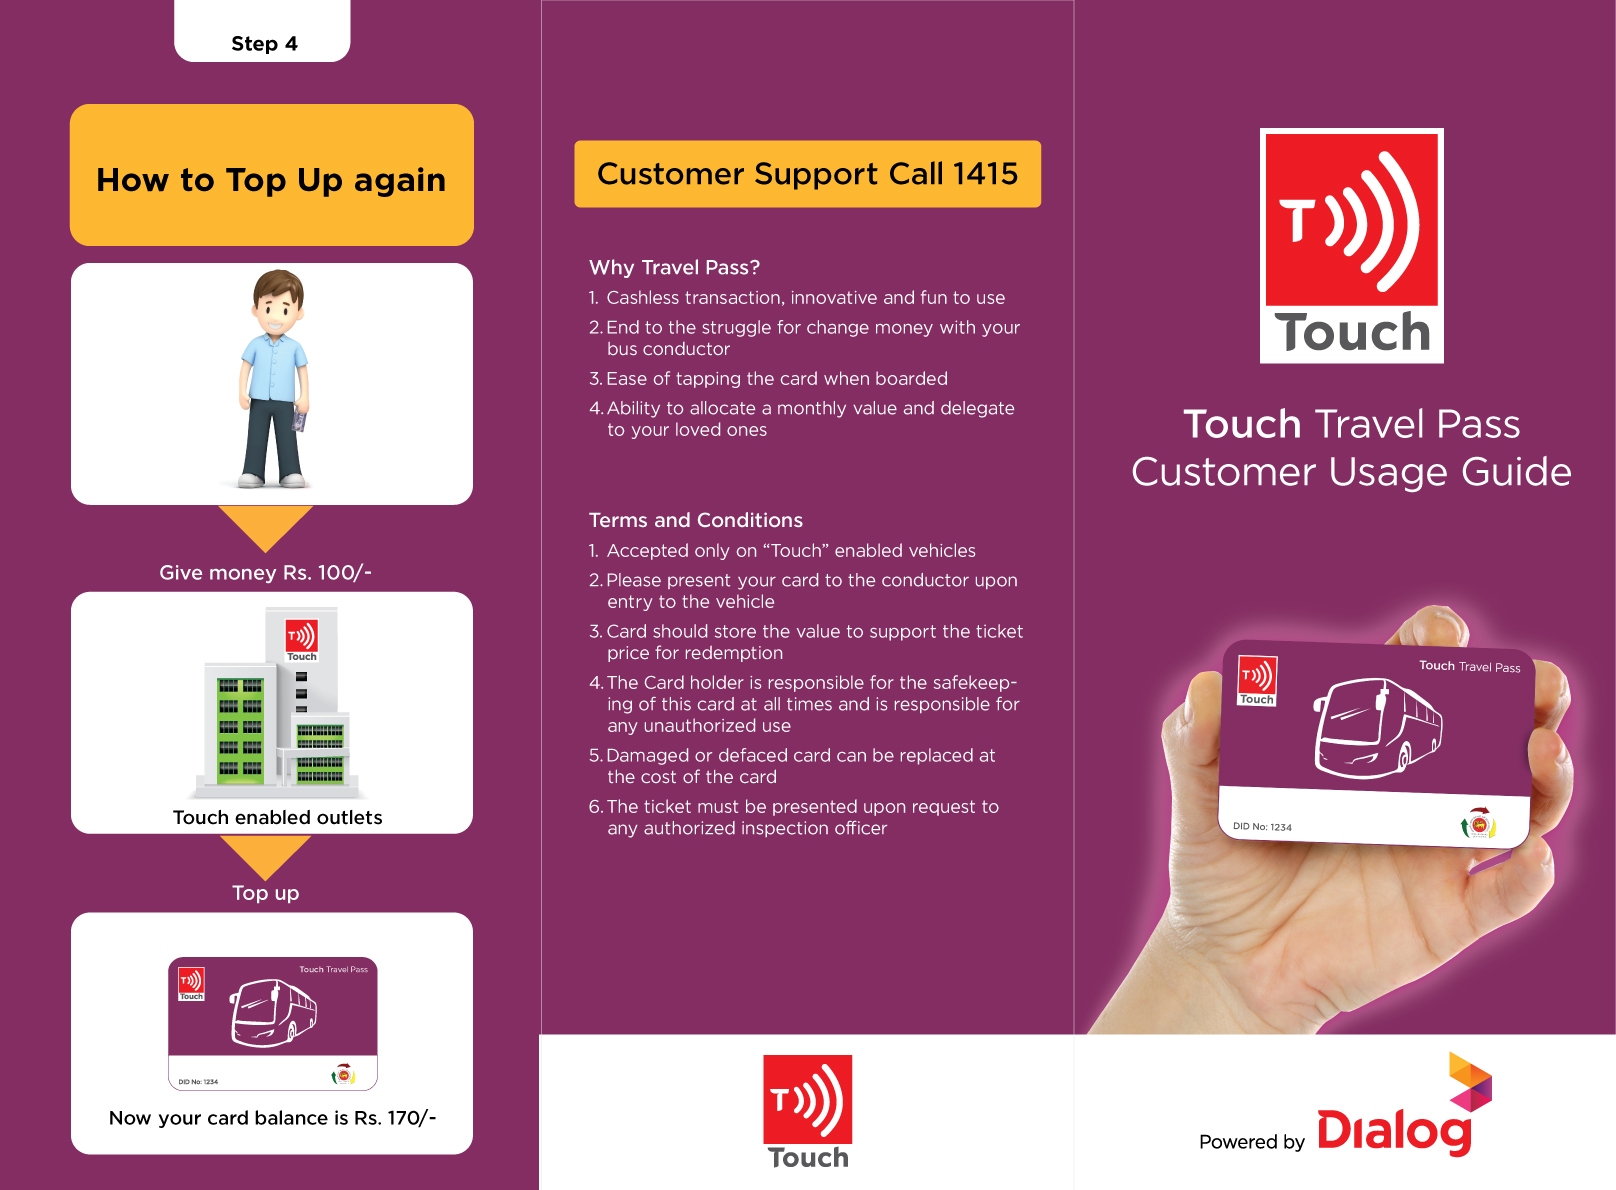 Step 4
How to Top Up again
Give money Rs. 100/-
T
Touch
Touch enabled outlets
Top up
T
Touch
Touch Travel Pass
DID No: 1234
Now your card balance is Rs. 170/-
Customer Support Call 1415
Why Travel Pass?
1. Cashless transaction, innovative and fun to use
2. End to the struggle for change money with your
bus conductor
3. Ease of tapping the card when boarded
4. Ability to allocate a monthly value and delegate
to your loved ones
Terms and Conditions
1. Accepted only on “Touch” enabled vehicles
2. Please present your card to the conductor upon
entry to the vehicle
3. Card should store the value to support the ticket
price for redemption
4. The Card holder is responsible for the safekeep-
ing of this card at all times and is responsible for
any unauthorized use
5. Damaged or defaced card can be replaced at
the cost of the card
6. The ticket must be presented upon request to
any authorized inspection officer
T
Touch
T
Touch
Touch Travel Pass
Customer Usage Guide
T
Touch
Touch Travel Pass
DID No: 1234
Powered by Dialog